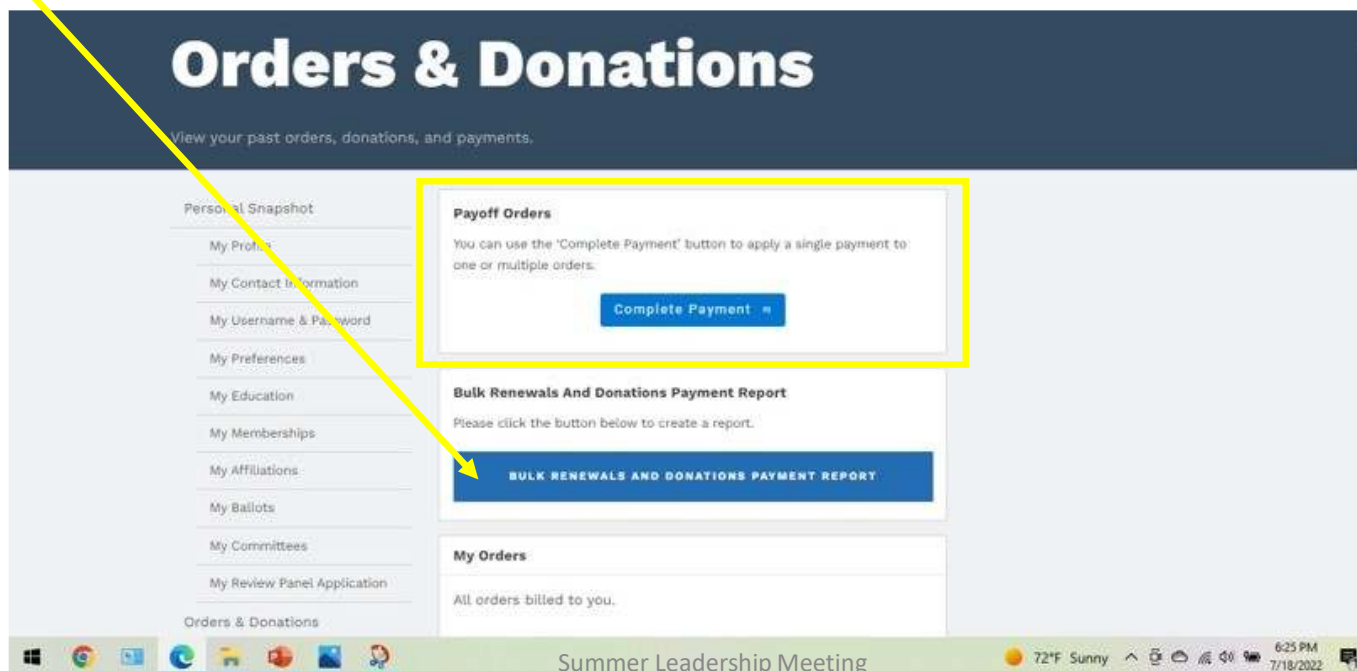 Orders & Donations
View your past orders, donations, and payments.
Personal Snapshot
My Profile
My Contact Information
My Username & Password
My Preferences
My Education
My Memberships
My Affiliations
My Ballots
My Committees
My Review Panel Application
Orders & Donations
Payoff Orders
You can use the 'Complete Payment' button to apply a single payment to
one or multiple orders.
Complete Payment
Bulk Renewals And Donations Payment Report
Please click the button below to create a report.
BULK RENEWALS AND DONATIONS PAYMENT REPORT
My Orders
All orders billed to you.
Summer Leadership Meeting
72°F Sunny
6:25 PM
7/18/2022